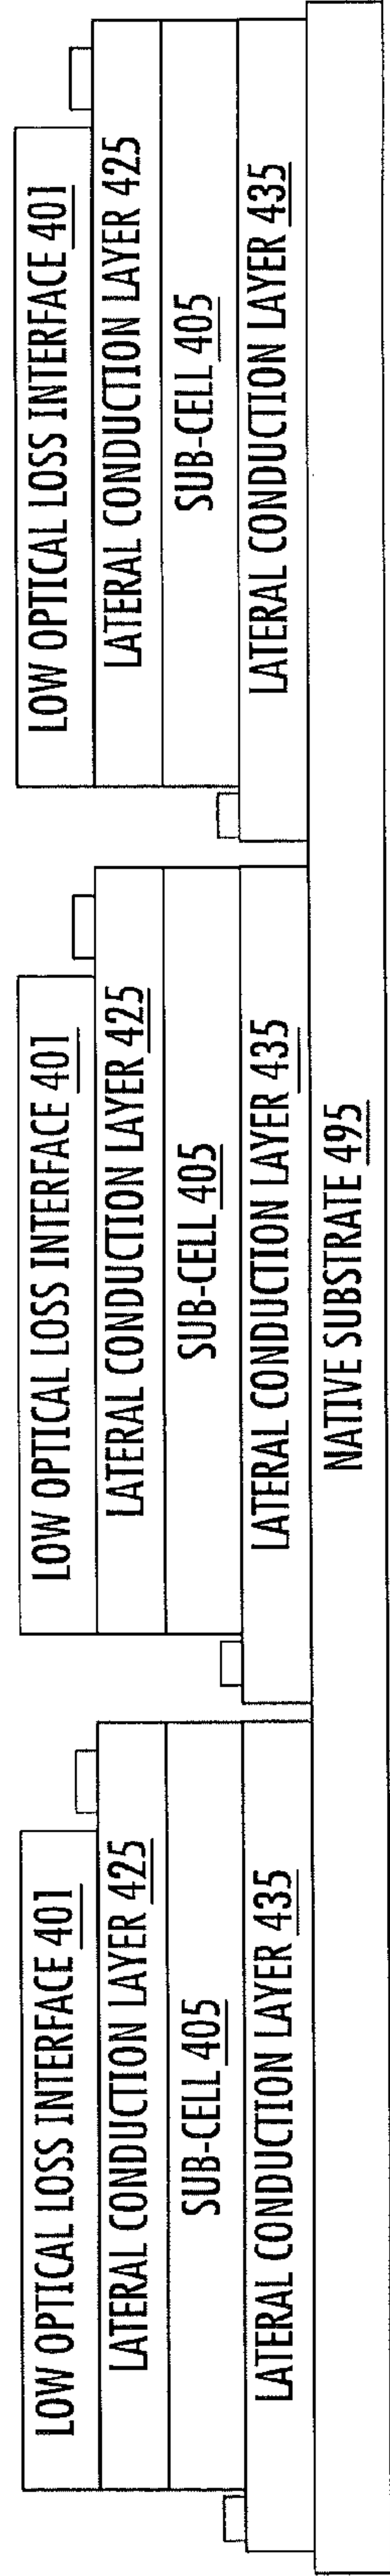 LOW OPTICAL LOSS INTERFACE 401
LATERAL CONDUCTION LAYER 425
SUB-CELL 405
LATERAL CONDUCTION LAYER 435
LOW OPTICAL LOSS INTERFACE 401
LATERAL CONDUCTION LAYER 425
SUB-CELL 405
LATERAL CONDUCTION LAYER 435
LOW OPTICAL LOSS INTERFACE 401
LATERAL CONDUCTION LAYER 425
SUB-CELL 405
LATERAL CONDUCTION LAYER 435
NATIVE SUBSTRATE 495